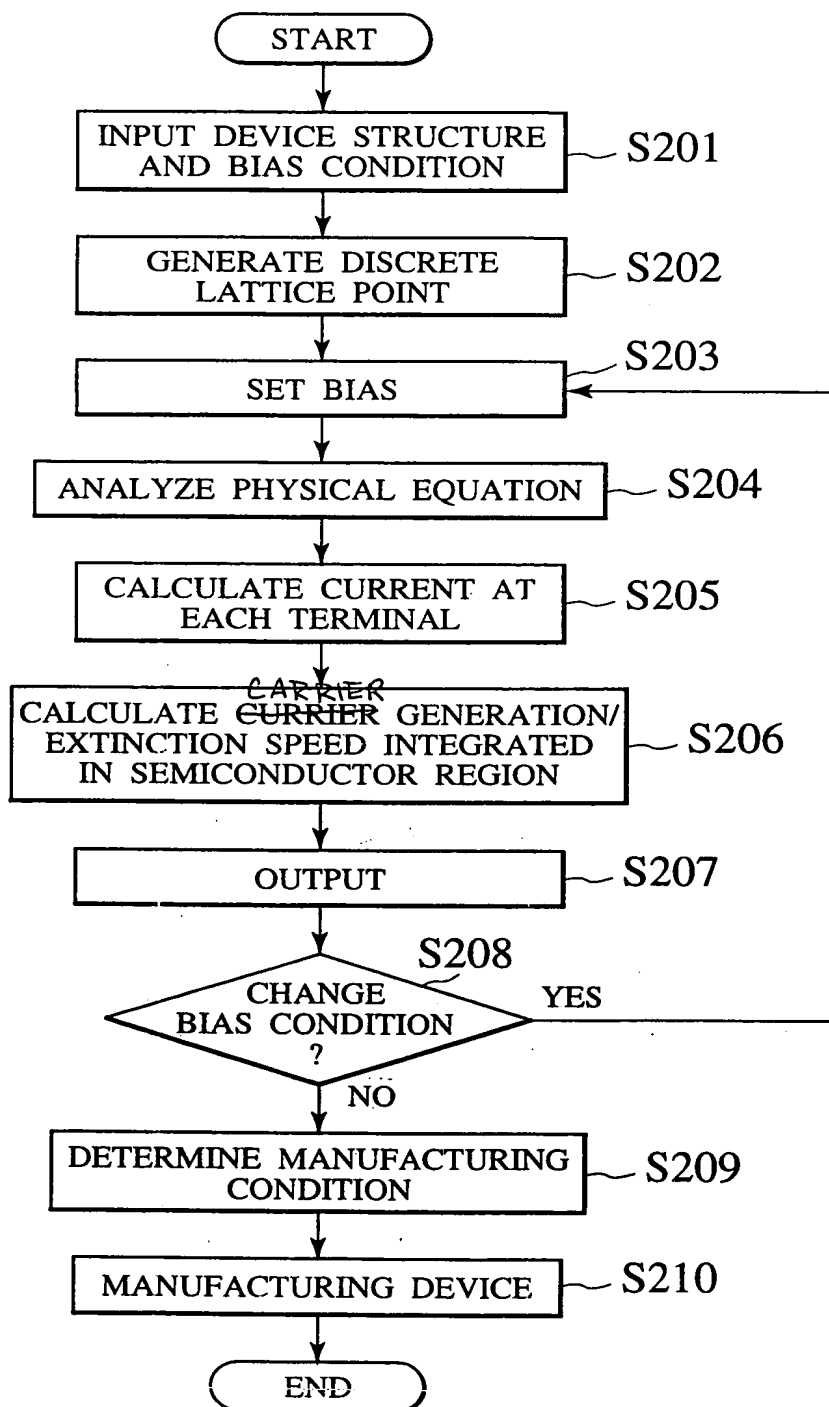 START
INPUT DEVICE STRUCTURE
AND BIAS CONDITION
S201
GENERATE DISCRETE
LATTICE POINT
S202
S203
SET BIAS
ANALYZE PHYSICAL EQUATION
S204
CALCULATE CURRENT AT
EACH TERMINAL
S205
CARRIER
CALCULATE CURRIER GENERATION/
EXTINCTION SPEED INTEGRATED
IN SEMICONDUCTOR REGION
S206
OUTPUT
S207
S208
CHANGE
BIAS CONDITION
?
YES
NO
DETERMINE MANUFACTURING
CONDITION
S209
MANUFACTURING DEVICE
S210
END